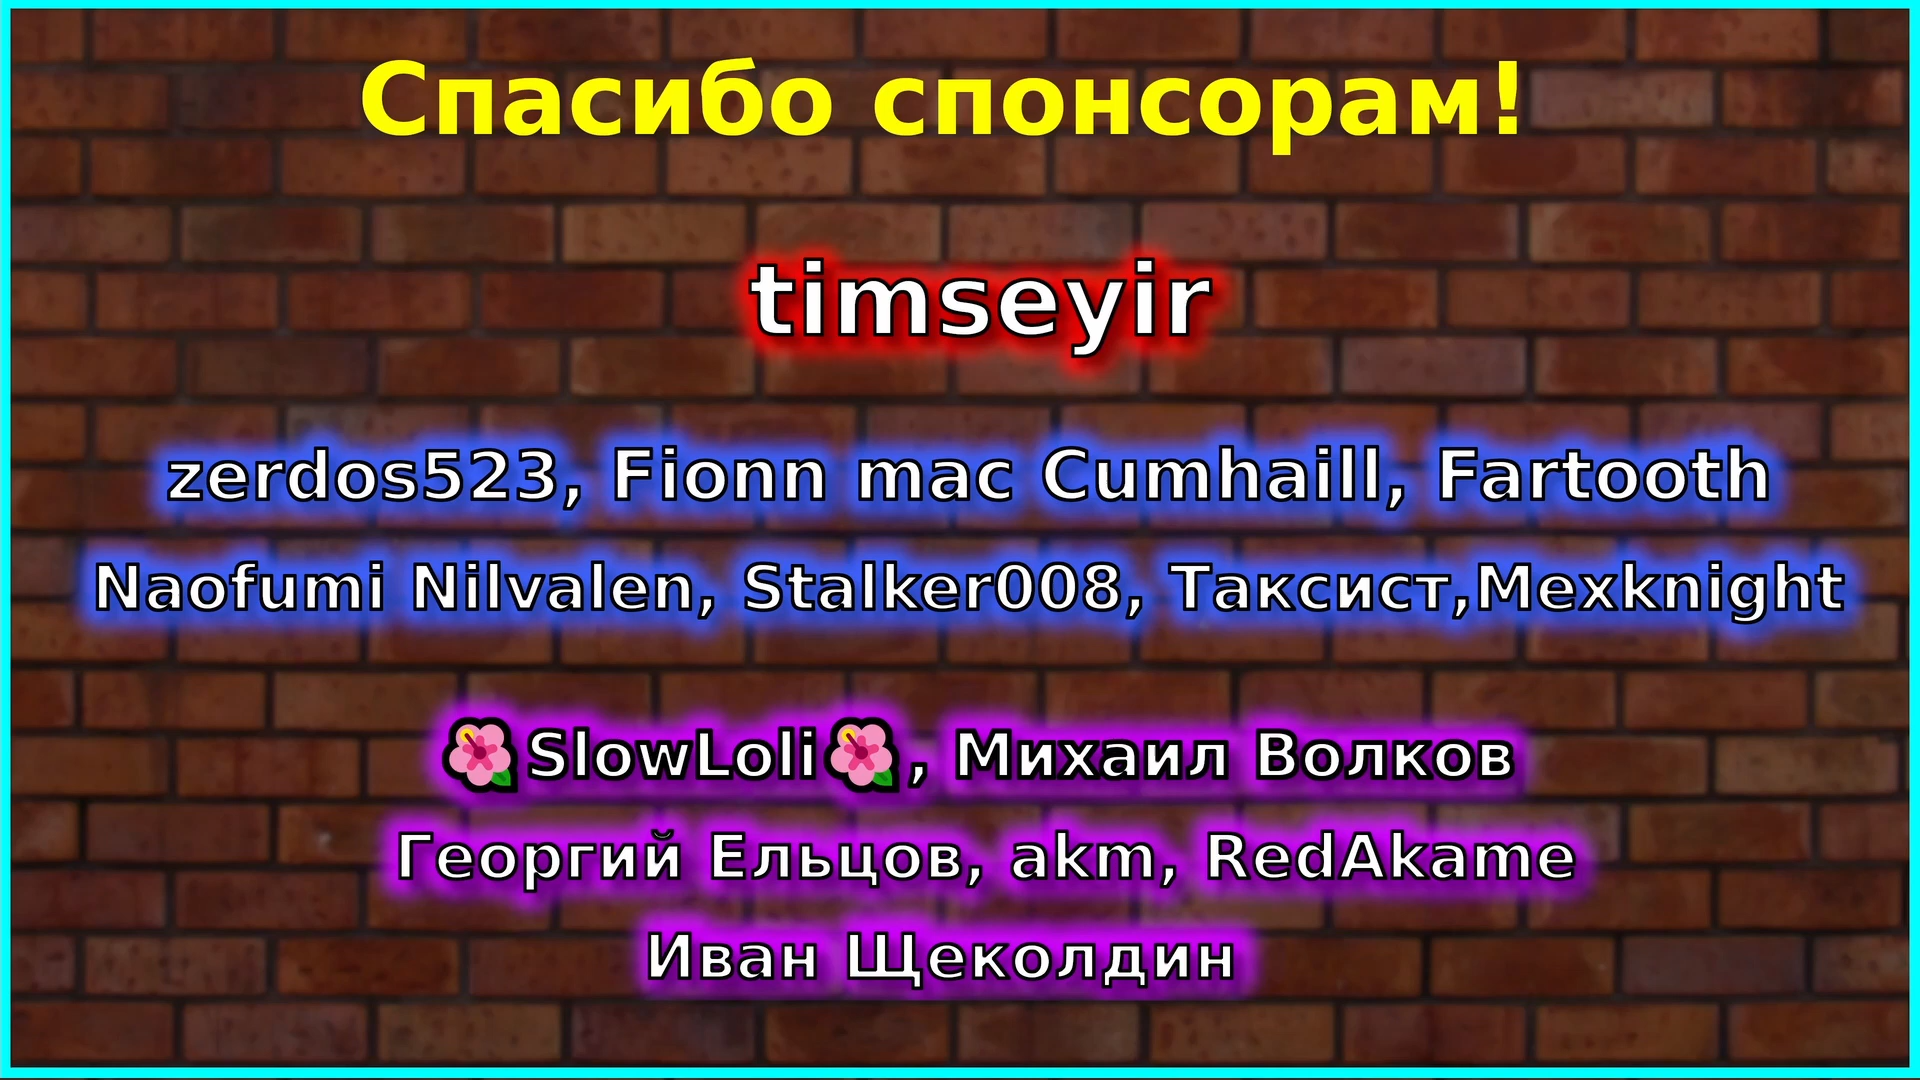 Спасибо спонсорам!
timseyir
zerdos523, Fionn mac Cumhaill, Fartooth
Naofumi Nilvalen, Stalker008, Таксист,Mexknight
🌺SlowLoli🌺, Михаил Волков
Георгий Ельцов, akm, RedAkame
Иван Щеколдин